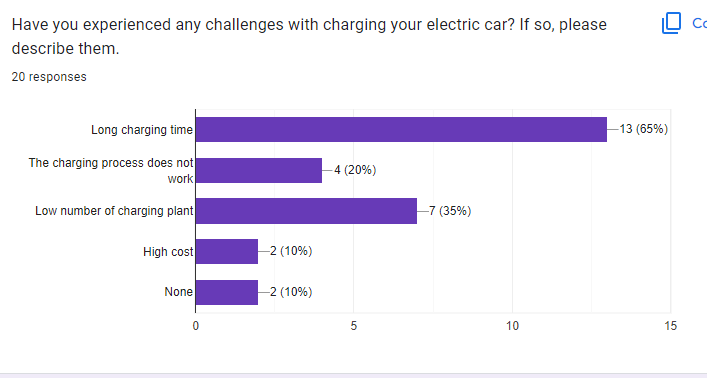 Have you experienced any challenges with charging your electric car? If so, please
describe them.
20 responses
Long charging time
13 (65%)
The charging process does not
work
4 (20%)
Low number of charging plant
7 (35%)
High cost
2 (10%)
None
2 (10%)
0
5
10
15